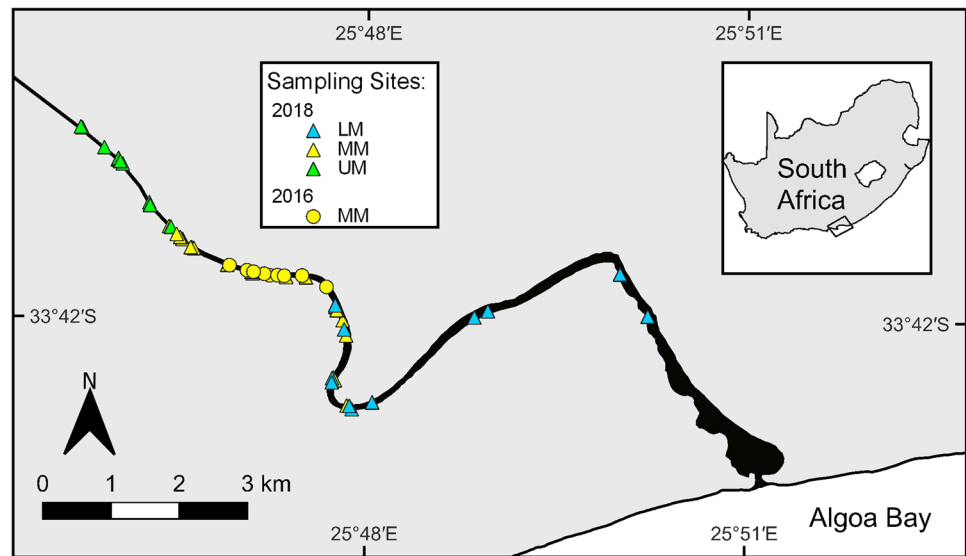 25°48′E
25°51′E
Sampling Sites:
2018
LM
MM
UM
2016
MM
South
Africa
33°42′S
33°42′S
N
0 1 2 3 km
25°48′E
25°51′E
Algoa Bay